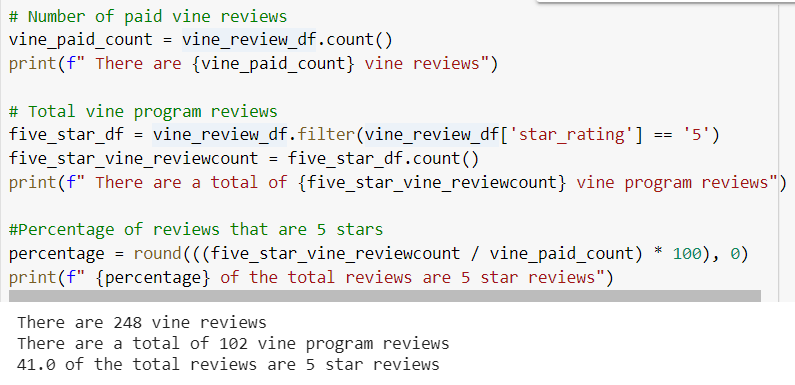 # Number of paid vine reviews
vine_paid_count = vine_review_df.count()
print(f" There are {vine_paid_count} vine reviews")
# Total vine program reviews
five_star_df = vine_review_df.filter(vine_review_df['star_rating'] == '5')
five_star_vine_reviewcount = five_star_df.count()
print(f" There are a total of {five_star_vine_reviewcount} vine program reviews")
#Percentage of reviews that are 5 stars
percentage = round(((five_star_vine_reviewcount / vine_paid_count) * 100), 0)
print(f" {percentage} of the total reviews are 5 star reviews")
There are 248 vine reviews
There are a total of 102 vine program reviews
41.0 of the total reviews are 5 star reviews